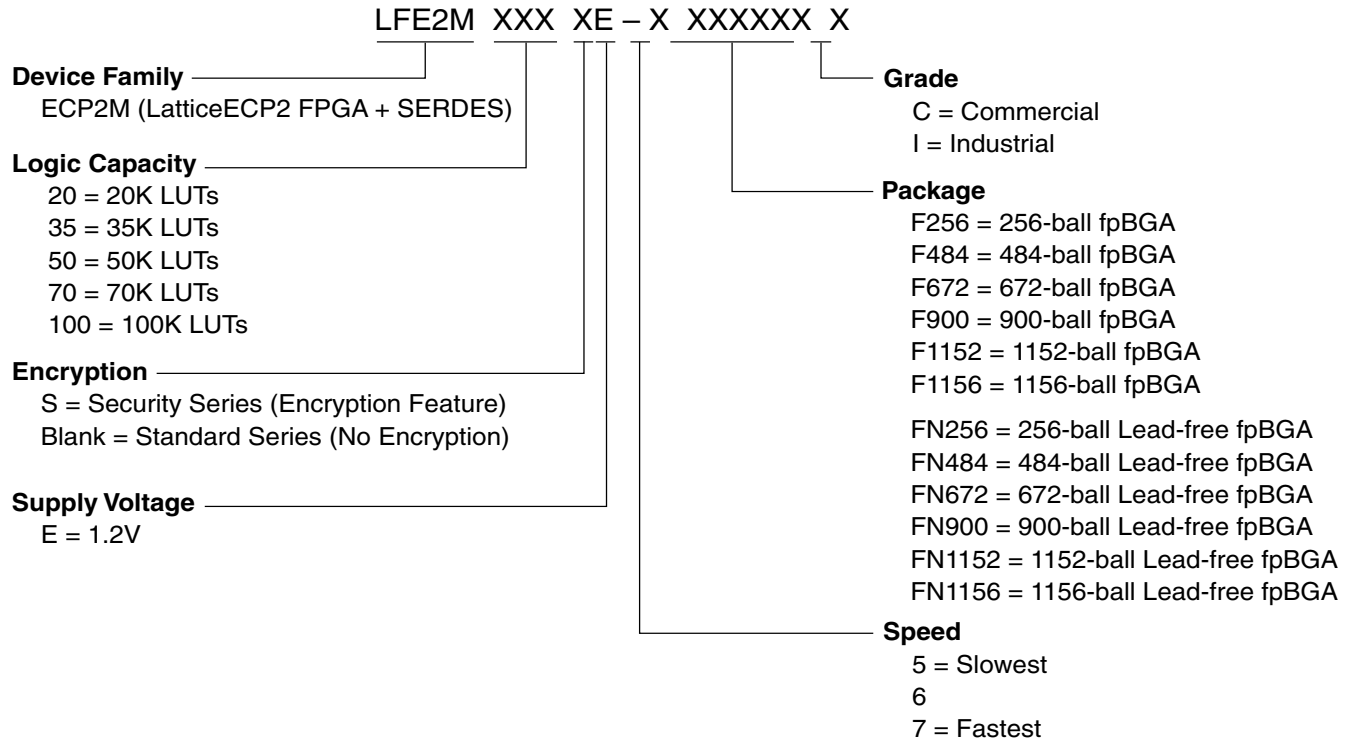 LFE2M XXX XE – X XXXXXX X
Device Family
ECP2M (LatticeECP2 FPGA + SERDES)
Logic Capacity
20 = 20K LUTs
35 = 35K LUTs
50 = 50K LUTs
70 = 70K LUTs
100 = 100K LUTs
Encryption
S = Security Series (Encryption Feature)
Blank = Standard Series (No Encryption)
Supply Voltage
E = 1.2V
Grade
C = Commercial
I = Industrial
Package
F256 = 256-ball fpBGA
F484 = 484-ball fpBGA
F672 = 672-ball fpBGA
F900 = 900-ball fpBGA
F1152 = 1152-ball fpBGA
F1156 = 1156-ball fpBGA
FN256 = 256-ball Lead-free fpBGA
FN484 = 484-ball Lead-free fpBGA
FN672 = 672-ball Lead-free fpBGA
FN900 = 900-ball Lead-free fpBGA
FN1152 = 1152-ball Lead-free fpBGA
FN1156 = 1156-ball Lead-free fpBGA
Speed
5 = Slowest
6
7 = Fastest